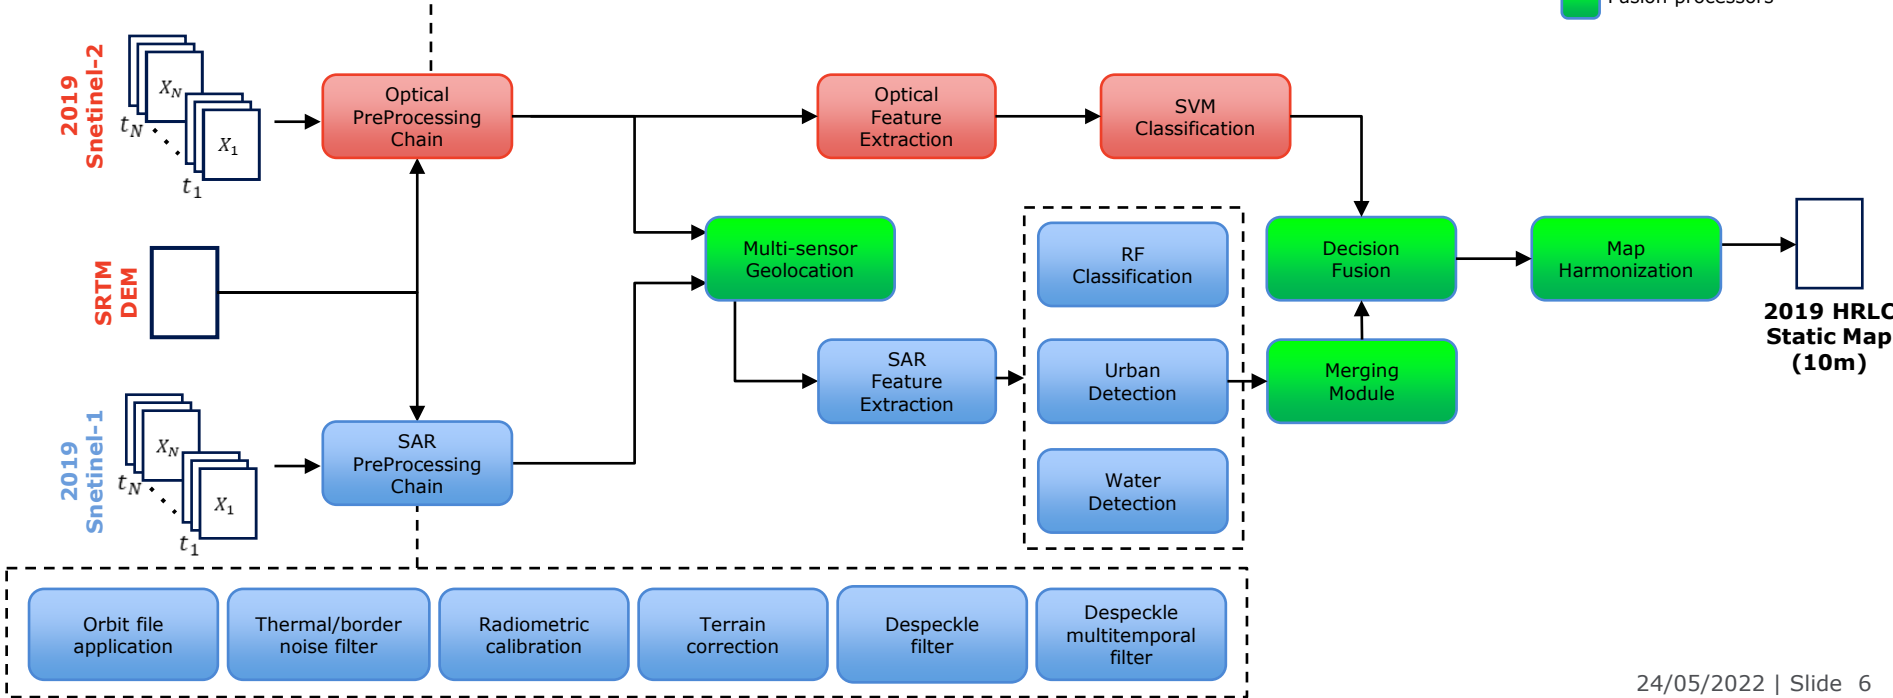 Fusion processors
2019
Snetinel-2
X_N
t_N
X_1
t_1
Optical
PreProcessing
Chain
Optical
Feature
Extraction
SVM
Classification
SRTM
DEM
Multi-sensor
Geolocation
RF
Classification
Decision
Fusion
Map
Harmonization
2019 HRLC
Static Map
(10m)
SAR
Feature
Extraction
Urban
Detection
Merging
Module
2019
Snetinel-1
X_N
t_N
X_1
t_1
SAR
PreProcessing
Chain
Water
Detection
Orbit file
application
Thermal/border
noise filter
Radiometric
calibration
Terrain
correction
Despeckle
filter
Despeckle
multitemporal
filter
24/05/2022 | Slide 6